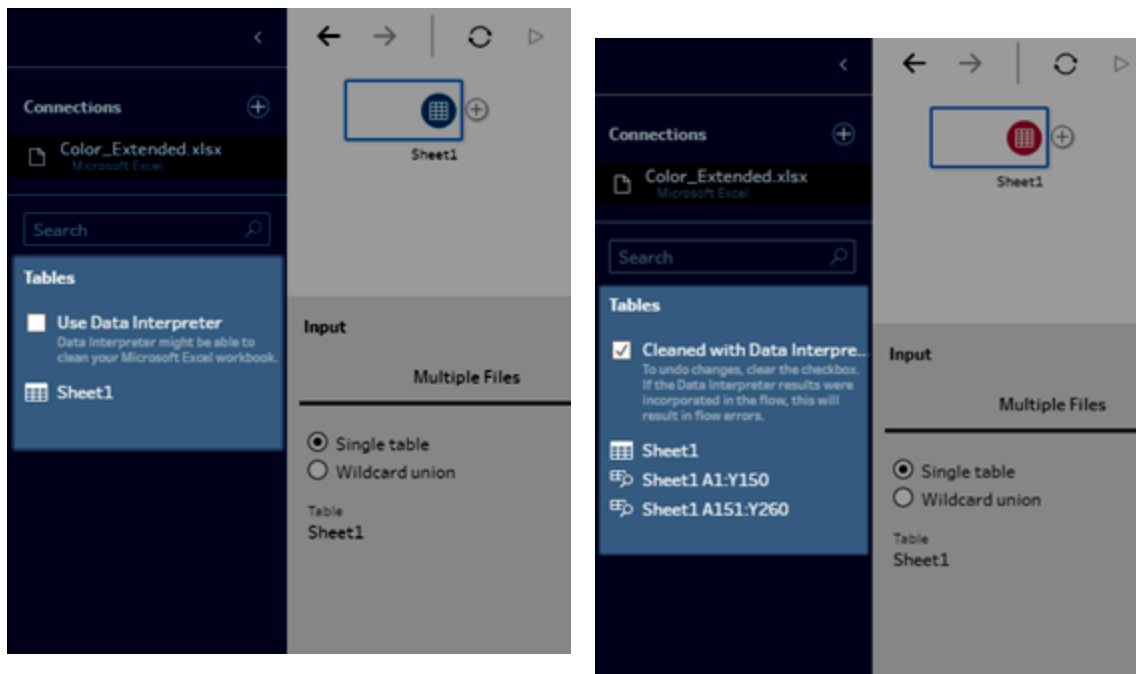 Connections
Color_Extended.xlsx
Microsoft Excel
Search
Tables
Use Data Interpreter
Data Interpreter might be able to
clean your Microsoft Excel workbook.
Sheet1
Sheet1
Input
Multiple Files
Single table
Wildcard union
Table
Sheet1
Connections
Color_Extended.xlsx
Microsoft Excel
Search
Tables
Cleaned with Data Interpre...
To undo changes, clear the checkbox.
If the Data Interpreter results were
incorporated in the flow, this will
result in flow errors.
Sheet1
Sheet1 A1:Y150
Sheet1 A151:Y260
Sheet1
Input
Multiple Files
Single table
Wildcard union
Table
Sheet1